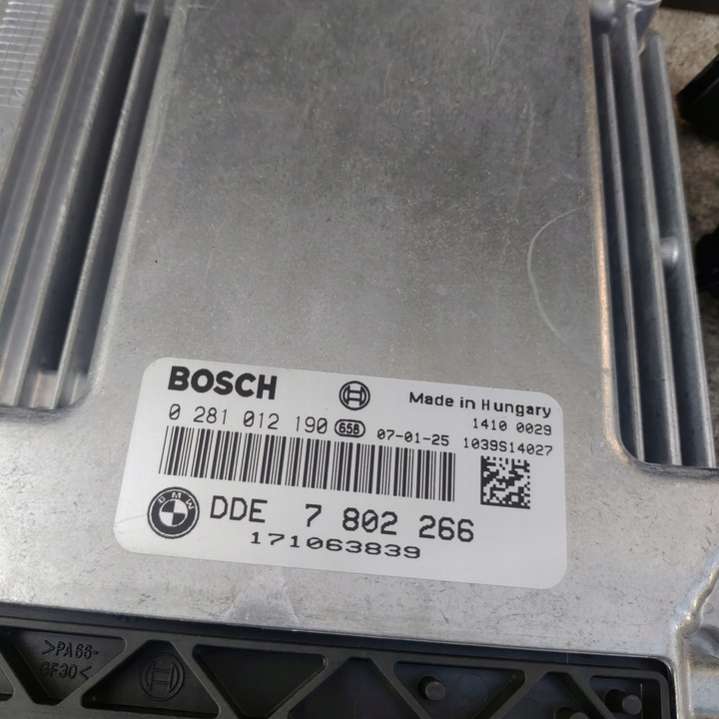 BOSCH
Made in Hungary
0 281 012 190 658 07-01-25 1410 0029
1039S14027
BMW DDE 7 802 266
171063839
>PA66-
GF30<